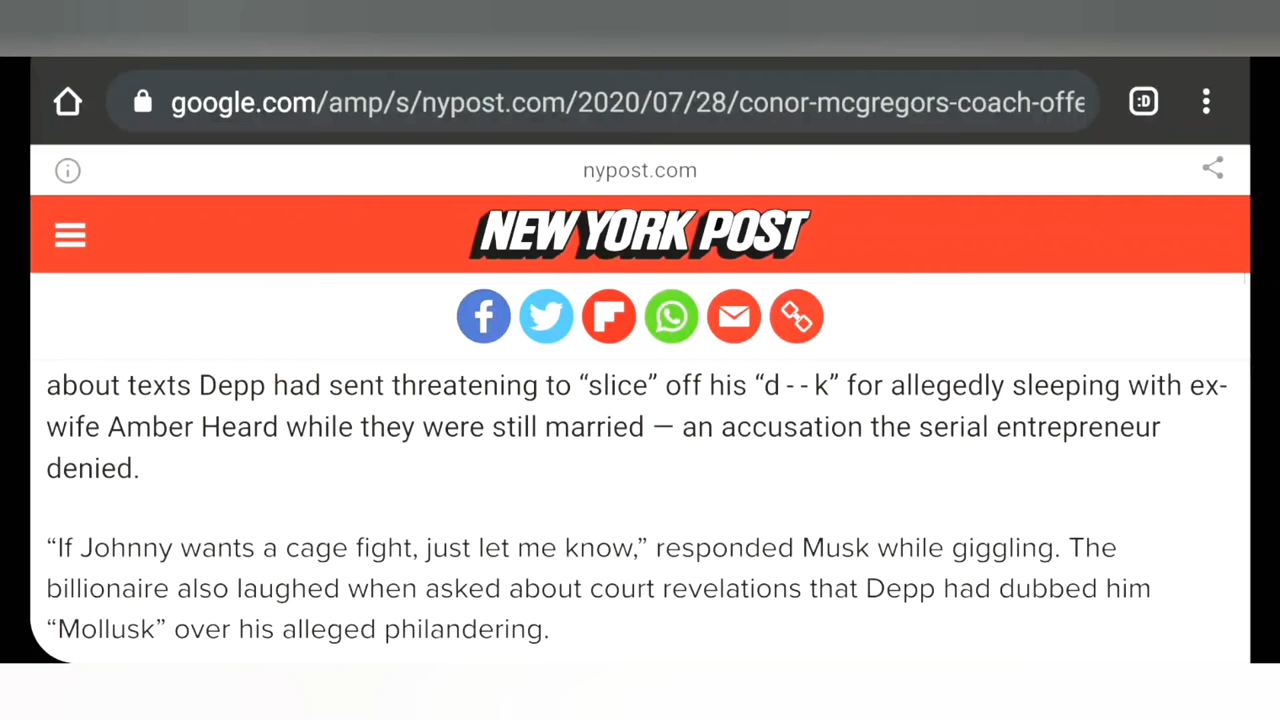 google.com/amp/s/nypost.com/2020/07/28/conor-mcgregors-coach-offe
:D
nypost.com
NEW YORK POST
about texts Depp had sent threatening to “slice” off his “d - - k” for allegedly sleeping with ex-
wife Amber Heard while they were still married — an accusation the serial entrepreneur
denied.
“If Johnny wants a cage fight, just let me know,” responded Musk while giggling. The
billionaire also laughed when asked about court revelations that Depp had dubbed him
“Mollusk” over his alleged philandering.